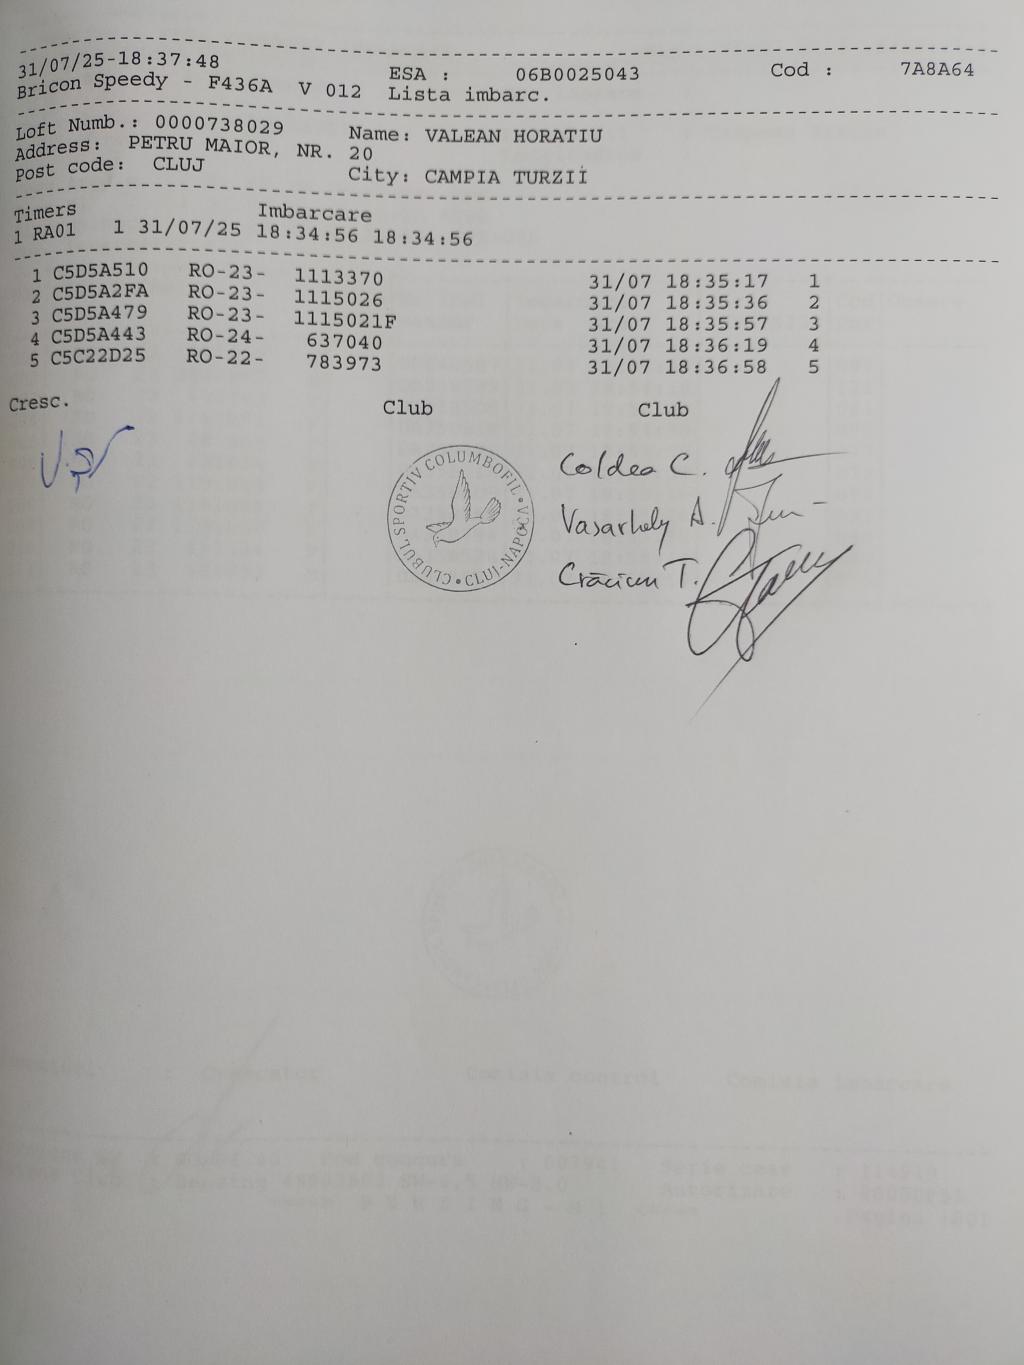 31/07/25-18:37:48 ESA : 06B0025043 Cod : 7A8A64
Bricon Speedy - F436A V 012 Lista imbarc.
Loft Numb.: 0000738029 Name: VALEAN HORATIU
Address: PETRU MAIOR, NR. 20
Post code: CLUJ City: CAMPIA TURZII
Timers Imbarcare
1 RA01 1 31/07/25 18:34:56 18:34:56
1 C5D5A510 RO-23- 1113370 31/07 18:35:17 1
2 C5D5A2FA RO-23- 1115026 31/07 18:35:36 2
3 C5D5A479 RO-23- 1115021F 31/07 18:35:57 3
4 C5D5A443 RO-24- 637040 31/07 18:36:19 4
5 C5C22D25 RO-22- 783973 31/07 18:36:58 5
Cresc. Club Club
CLUBUL SPORTIV COLUMBOFIL • CLUJ-NAPOCA •
Coldea C.
Vasarhely A.
Crăciun T.